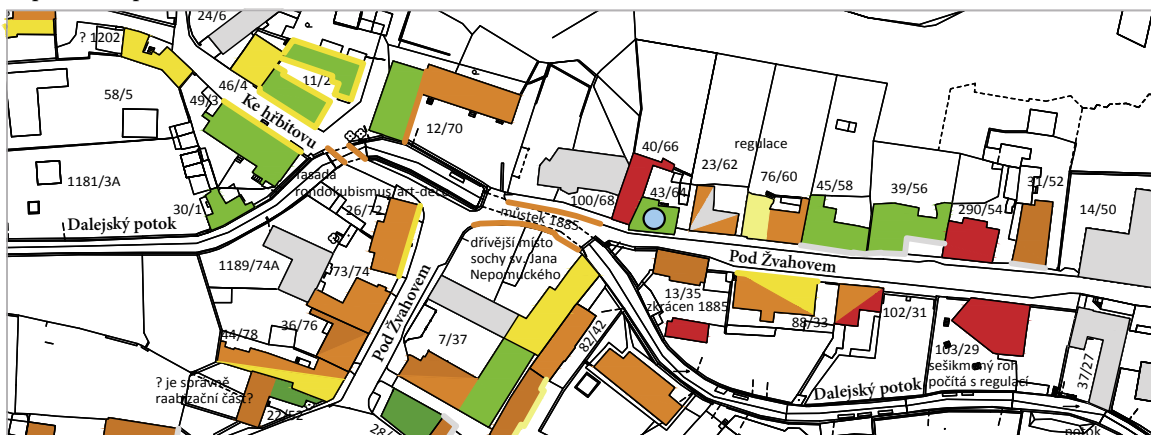 24/6
? 1202
58/5
46/4
11/2
49/3
Ke hřbitovu
12/70
fasada
rondokubismus/art-deco
1181/3A
30/1
Dalejský potok
26/72
1189/74A
73/74
36/76
44/78
? je správně
raabizační část?
22/52
Pod Žvahovem
7/37
můstek 1885
dřívější místo
sochy sv. Jana
Nepomuckého
82/42
100/68
40/66
43/64
23/62
regulace
76/60
45/58
39/56
290/54
31/52
14/50
Pod Žvahovem
13/35
zkrácen 1885
88/33
102/31
103/29
sešikmený roh
počítá s regulací
37/27
Dalejský potok
potok